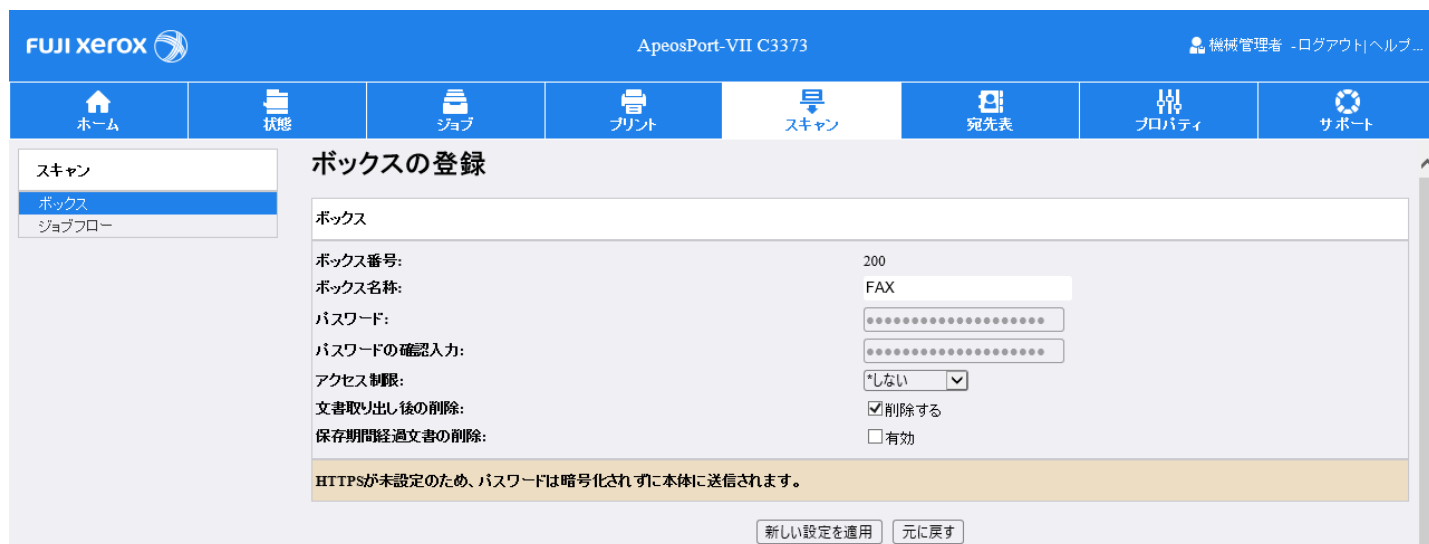 FUJI xerox
ApeosPort-VII C3373
機械管理者 -ログアウト|ヘルプ...
ホーム
状態
ジョブ
プリント
スキャン
宛先表
プロパティ
サポート
スキャン
ボックス
ジョブフロー
ボックスの登録
ボックス
ボックス番号: 200
ボックス名称: FAX
パスワード: ●●●●●●●●●●●●●●●●●●●●
パスワードの確認入力: ●●●●●●●●●●●●●●●●●●●●
アクセス制限: *しない
文書取り出し後の削除: 削除する
保存期間経過文書の削除: 有効
HTTPSが未設定のため、パスワードは暗号化されずに本体に送信されます。
新しい設定を適用 元に戻す